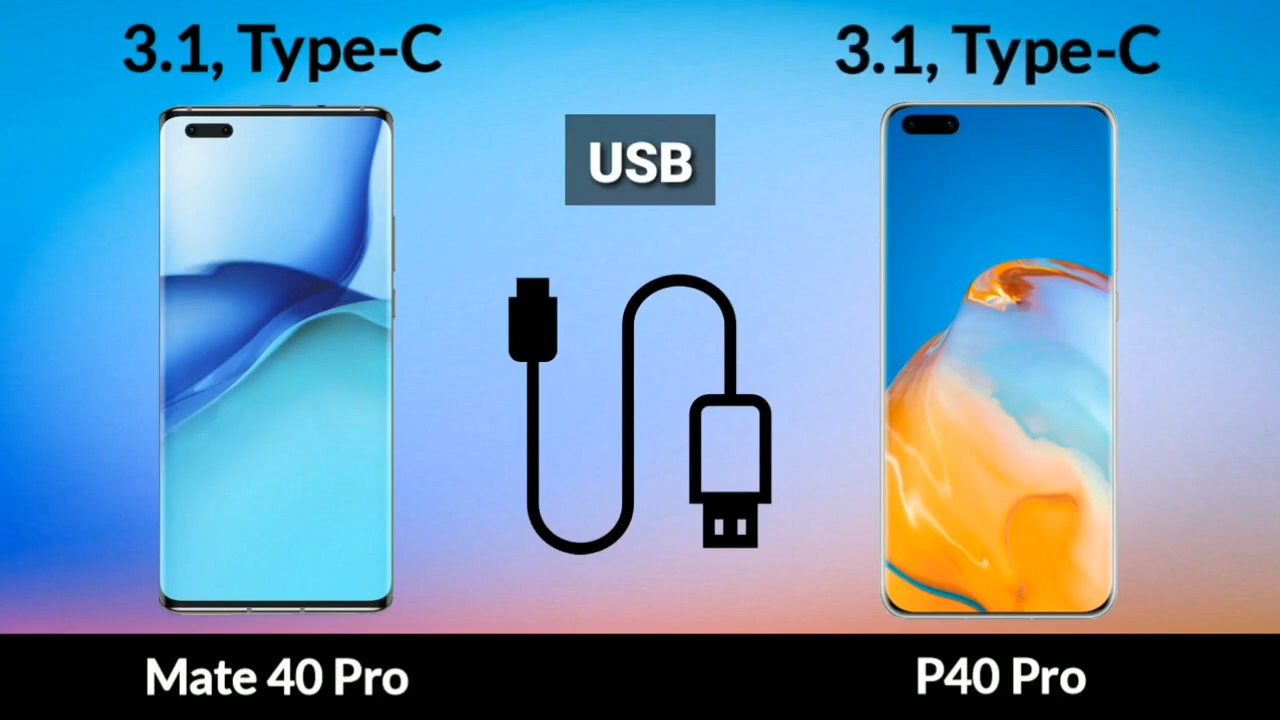 3.1, Type-C
3.1, Type-C
USB
Mate 40 Pro
P40 Pro